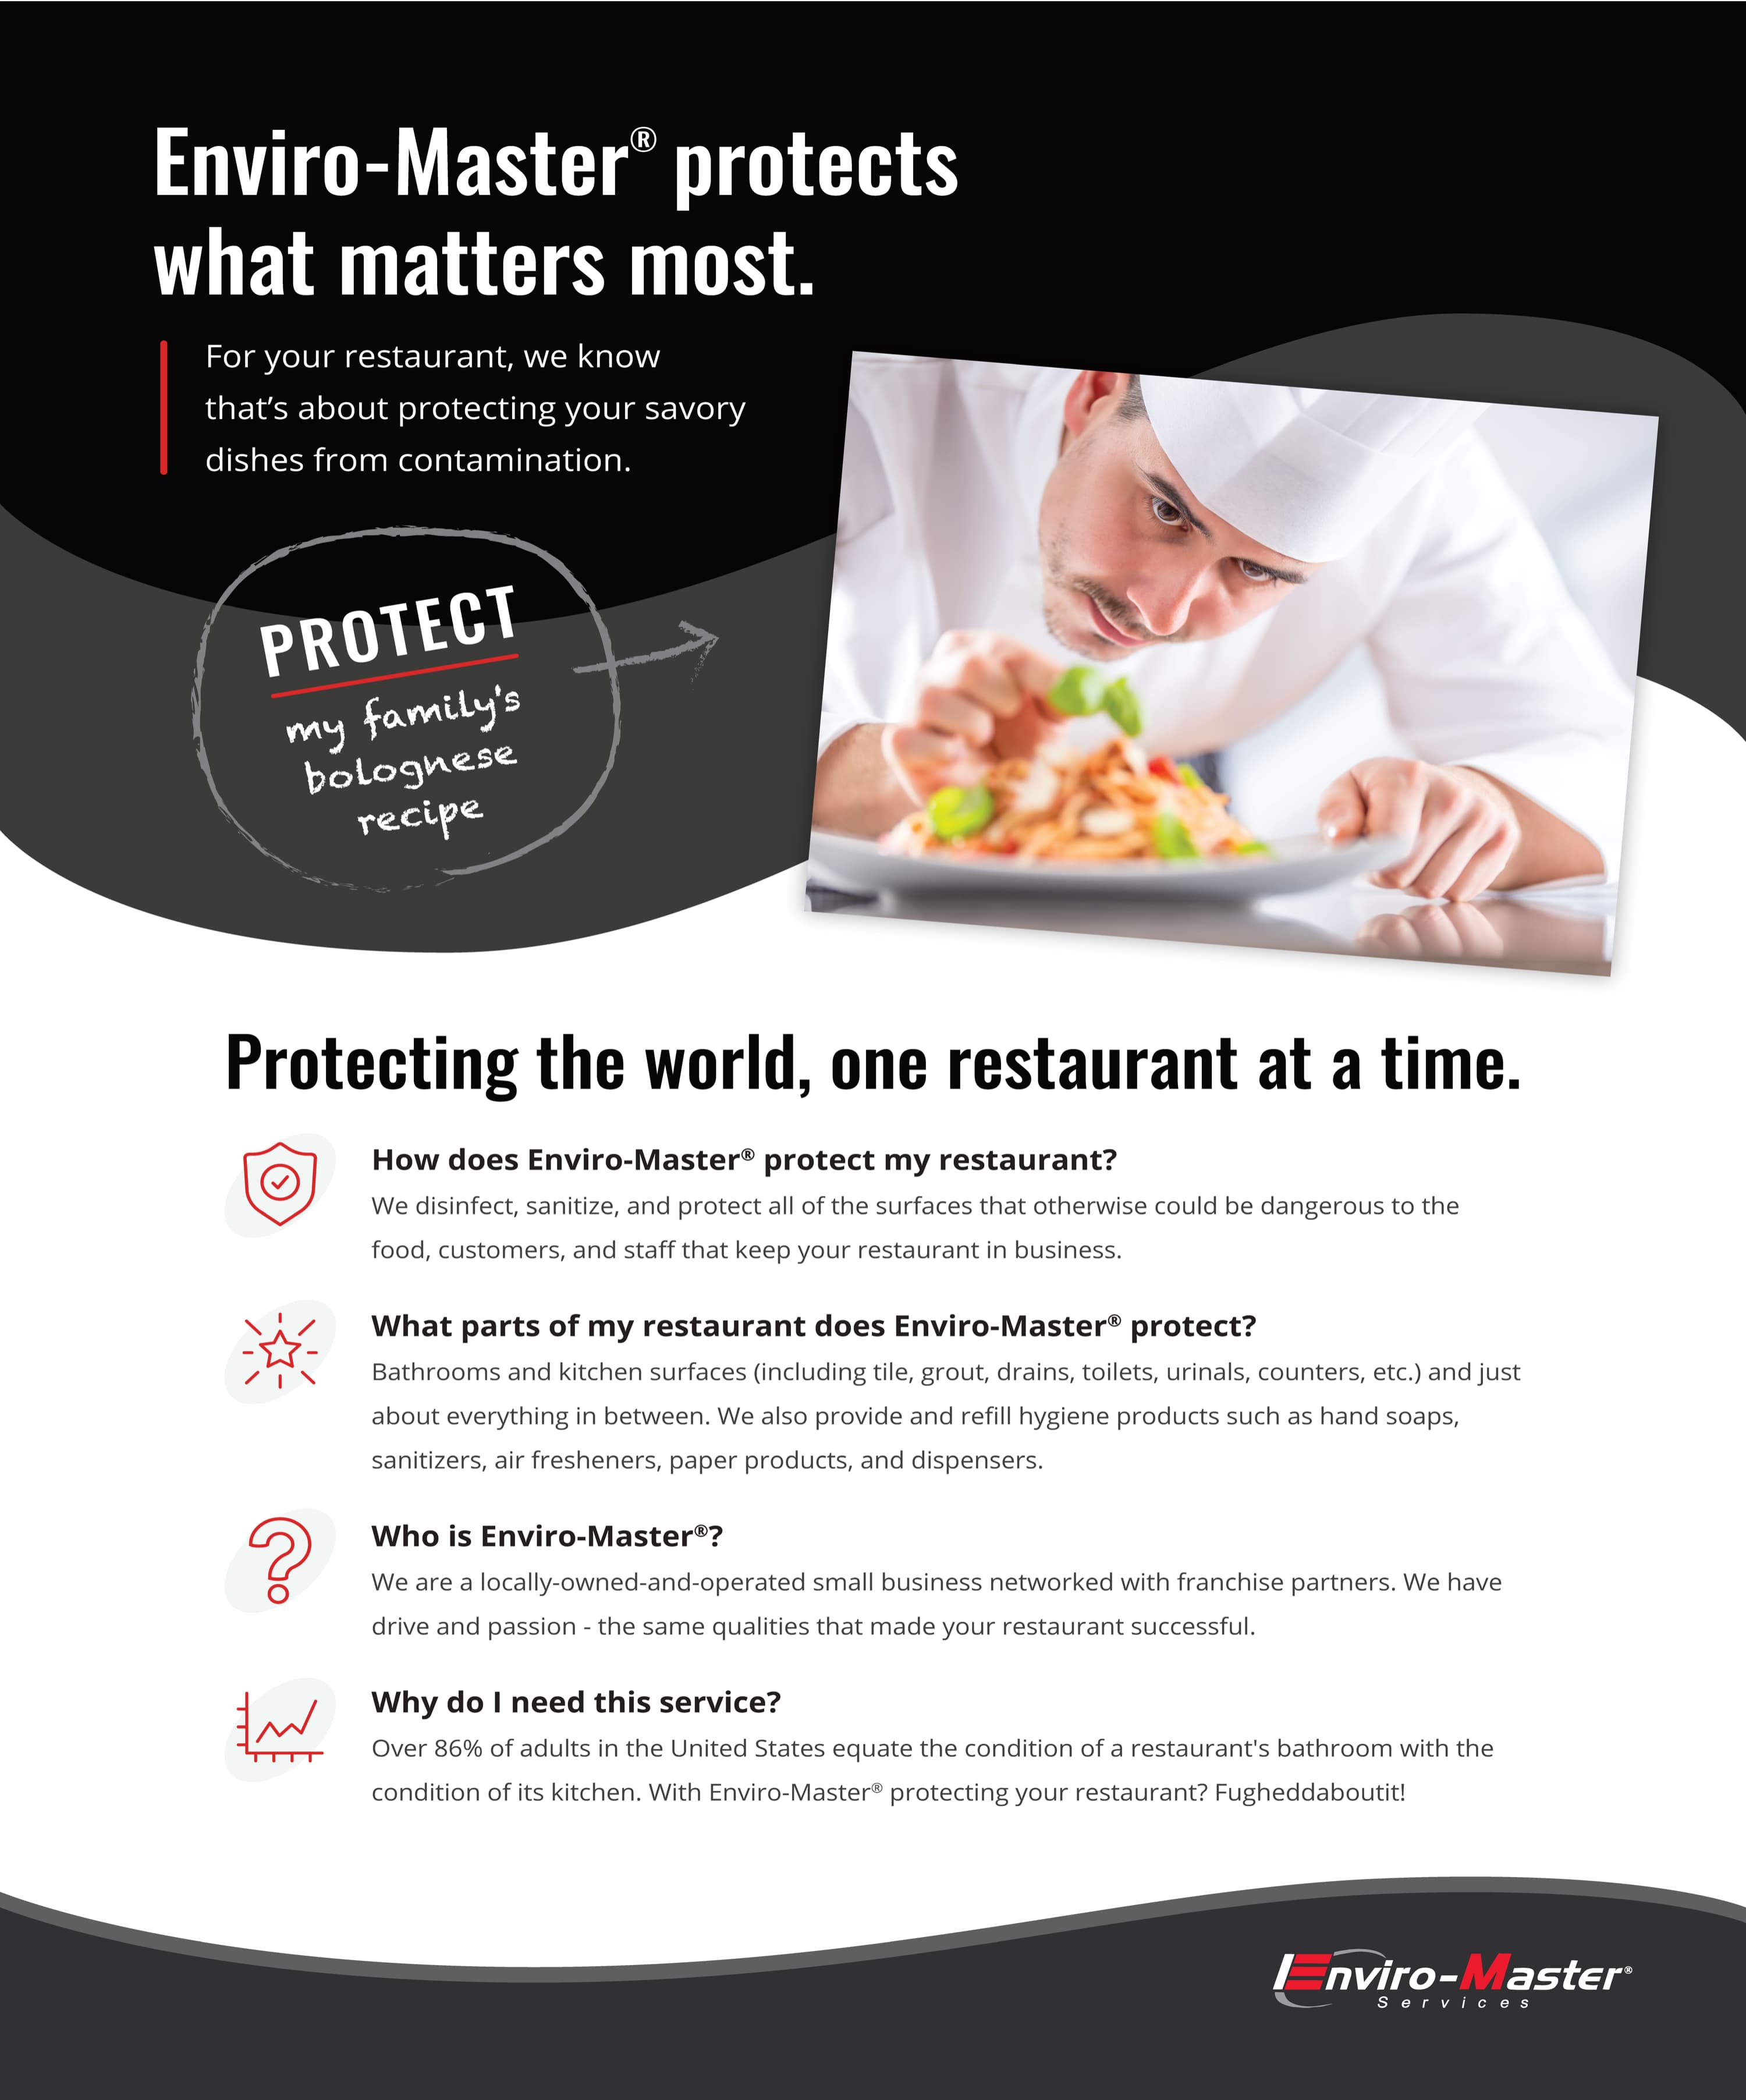 Enviro-Master® protects
what matters most.
For your restaurant, we know
that’s about protecting your savory
dishes from contamination.
PROTECT
my family's
bolognese
recipe
Protecting the world, one restaurant at a time.
How does Enviro-Master® protect my restaurant?
We disinfect, sanitize, and protect all of the surfaces that otherwise could be dangerous to the
food, customers, and staff that keep your restaurant in business.
What parts of my restaurant does Enviro-Master® protect?
Bathrooms and kitchen surfaces (including tile, grout, drains, toilets, urinals, counters, etc.) and just
about everything in between. We also provide and refill hygiene products such as hand soaps,
sanitizers, air fresheners, paper products, and dispensers.
Who is Enviro-Master®?
We are a locally-owned-and-operated small business networked with franchise partners. We have
drive and passion - the same qualities that made your restaurant successful.
Why do I need this service?
Over 86% of adults in the United States equate the condition of a restaurant's bathroom with the
condition of its kitchen. With Enviro-Master® protecting your restaurant? Fugheddaboutit!
Enviro-Master®
Services